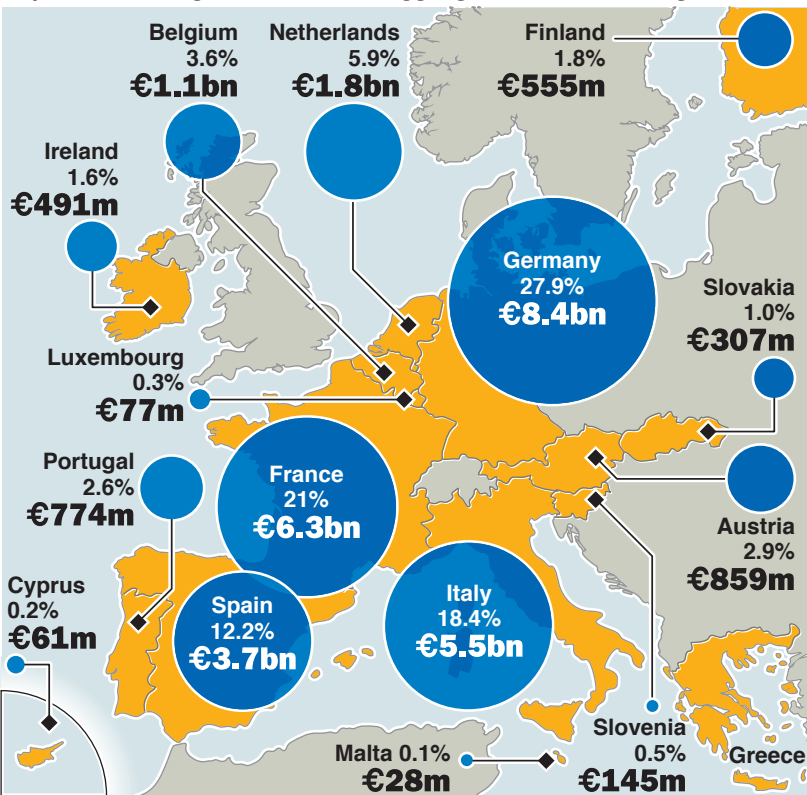 Belgium
3.6%
€1.1bn
Netherlands
5.9%
€1.8bn
Finland
1.8%
€555m
Ireland
1.6%
€491m
Germany
27.9%
€8.4bn
Slovakia
1.0%
€307m
Luxembourg
0.3%
€77m
Portugal
2.6%
€774m
France
21%
€6.3bn
Austria
2.9%
€859m
Cyprus
0.2%
€61m
Spain
12.2%
€3.7bn
Italy
18.4%
€5.5bn
Malta 0.1%
€28m
Slovenia
0.5%
€145m
Greece